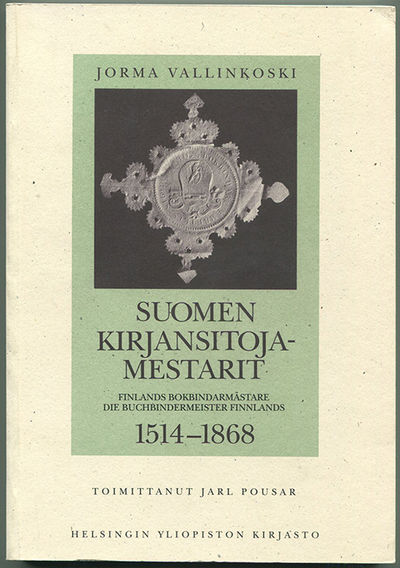 JORMA VALLINKOSKI
SUOMEN
KIRJANSITOJA-
MESTARIT
FINLANDS BOKBINDARMÄSTARE
DIE BUCHBINDERMEISTER FINNLANDS
1514–1868
TOIMITTANUT JARL POUSAR
HELSINGIN YLIOPISTON KIRJASTO